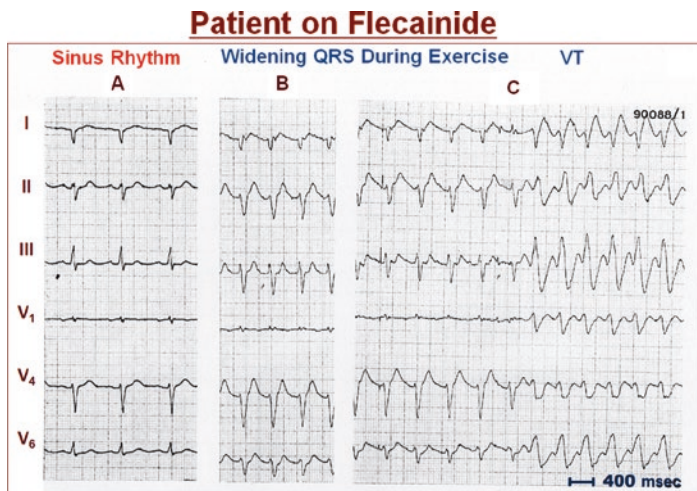 Patient on Flecainide
Sinus Rhythm Widening QRS During Exercise VT
A B C
90088/1
I
II
III
V1
V4
V6
400 msec